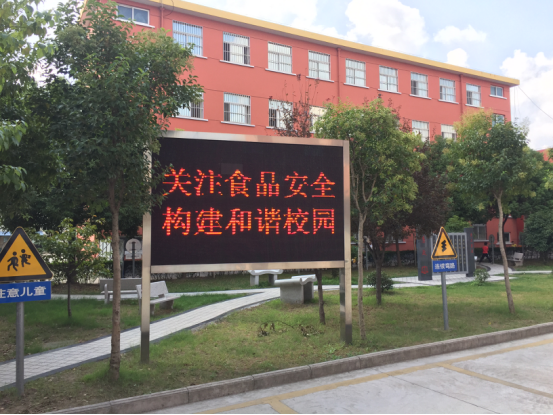 关注食品安全
构建和谐校园
注意儿童